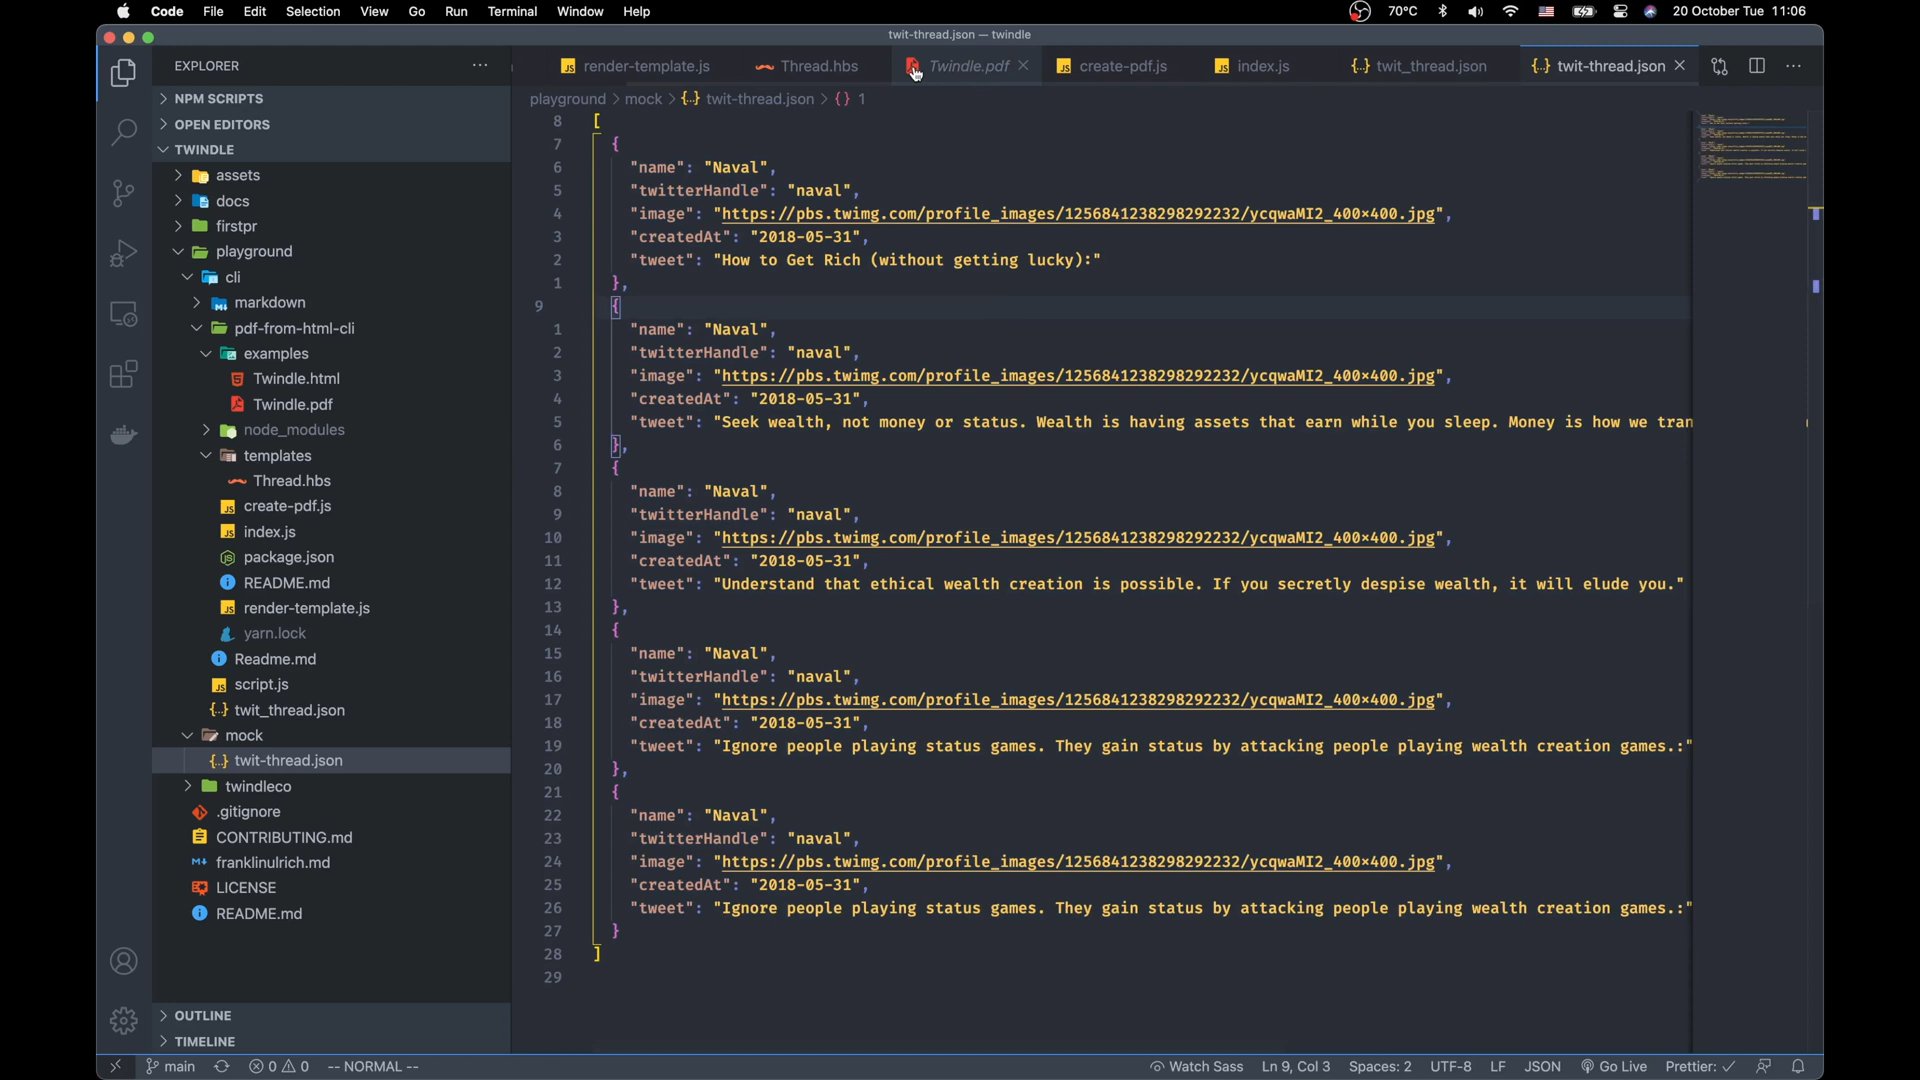 Code File Edit Selection View Go Run Terminal Window Help 70°C 20 October Tue 11:06
twit-thread.json — twindle
EXPLORER
render-template.js Thread.hbs Twindle.pdf create-pdf.js index.js twit_thread.json twit-thread.json
playground > mock > {..} twit-thread.json > {} 1
NPM SCRIPTS
OPEN EDITORS
TWINDLE
assets
docs
firstpr
playground
cli
markdown
pdf-from-html-cli
examples
Twindle.html
Twindle.pdf
node_modules
templates
Thread.hbs
create-pdf.js
index.js
package.json
README.md
render-template.js
yarn.lock
Readme.md
script.js
{..} twit_thread.json
mock
{..} twit-thread.json
twindleco
.gitignore
CONTRIBUTING.md
franklinulrich.md
LICENSE
README.md
OUTLINE
TIMELINE
8 [
7 {
6 "name": "Naval",
5 "twitterHandle": "naval",
4 "image": "https://pbs.twimg.com/profile_images/1256841238298292232/ycqwaMI2_400×400.jpg",
3 "createdAt": "2018-05-31",
2 "tweet": "How to Get Rich (without getting lucky):"
1 },
9 {
1 "name": "Naval",
2 "twitterHandle": "naval",
3 "image": "https://pbs.twimg.com/profile_images/1256841238298292232/ycqwaMI2_400×400.jpg",
4 "createdAt": "2018-05-31",
5 "tweet": "Seek wealth, not money or status. Wealth is having assets that earn while you sleep. Money is how we tran
6 },
7 {
8 "name": "Naval",
9 "twitterHandle": "naval",
10 "image": "https://pbs.twimg.com/profile_images/1256841238298292232/ycqwaMI2_400×400.jpg",
11 "createdAt": "2018-05-31",
12 "tweet": "Understand that ethical wealth creation is possible. If you secretly despise wealth, it will elude you."
13 },
14 {
15 "name": "Naval",
16 "twitterHandle": "naval",
17 "image": "https://pbs.twimg.com/profile_images/1256841238298292232/ycqwaMI2_400×400.jpg",
18 "createdAt": "2018-05-31",
19 "tweet": "Ignore people playing status games. They gain status by attacking people playing wealth creation games.:"
20 },
21 {
22 "name": "Naval",
23 "twitterHandle": "naval",
24 "image": "https://pbs.twimg.com/profile_images/1256841238298292232/ycqwaMI2_400×400.jpg",
25 "createdAt": "2018-05-31",
26 "tweet": "Ignore people playing status games. They gain status by attacking people playing wealth creation games.:"
27 }
28 ]
29
main 0 0 -- NORMAL -- Watch Sass Ln 9, Col 3 Spaces: 2 UTF-8 LF JSON Go Live Prettier: ✓